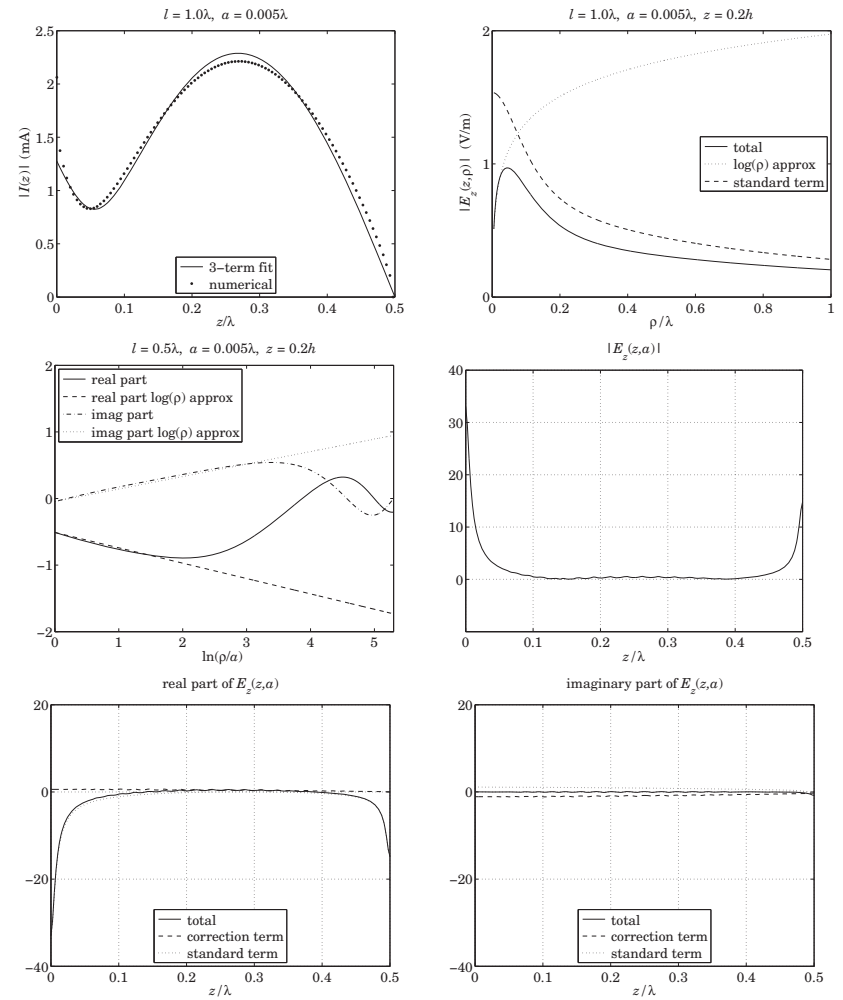 l = 1.0λ, a = 0.005λ
|I(z)| (mA)
2.5
2
1.5
1
0.5
0
3−term fit
numerical
0 0.1 0.2 0.3 0.4 0.5
z/λ
l = 1.0λ, a = 0.005λ, z = 0.2h
|E_z(z,ρ)| (V/m)
2
1
0
total
log(ρ) approx
standard term
0 0.2 0.4 0.6 0.8 1
ρ/λ
l = 0.5λ, a = 0.005λ, z = 0.2h
2
1
0
−1
−2
real part
real part log(ρ) approx
imag part
imag part log(ρ) approx
0 1 2 3 4 5
ln(ρ/a)
|E_z(z,a)|
40
30
20
10
0
0 0.1 0.2 0.3 0.4 0.5
z/λ
real part of E_z(z,a)
20
0
−20
−40
total
correction term
standard term
0 0.1 0.2 0.3 0.4 0.5
z/λ
imaginary part of E_z(z,a)
20
0
−20
−40
total
correction term
standard term
0 0.1 0.2 0.3 0.4 0.5
z/λ